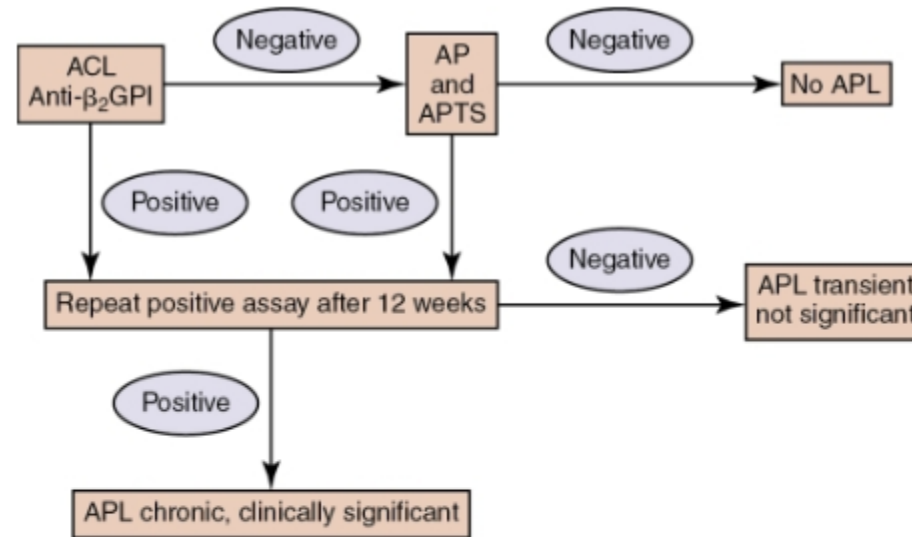 Negative
Negative
ACL
Anti-β₂GPI
AP
and
APTS
No APL
Positive
Positive
Negative
Repeat positive assay after 12 weeks
APL transient
not significant
Positive
APL chronic, clinically significant